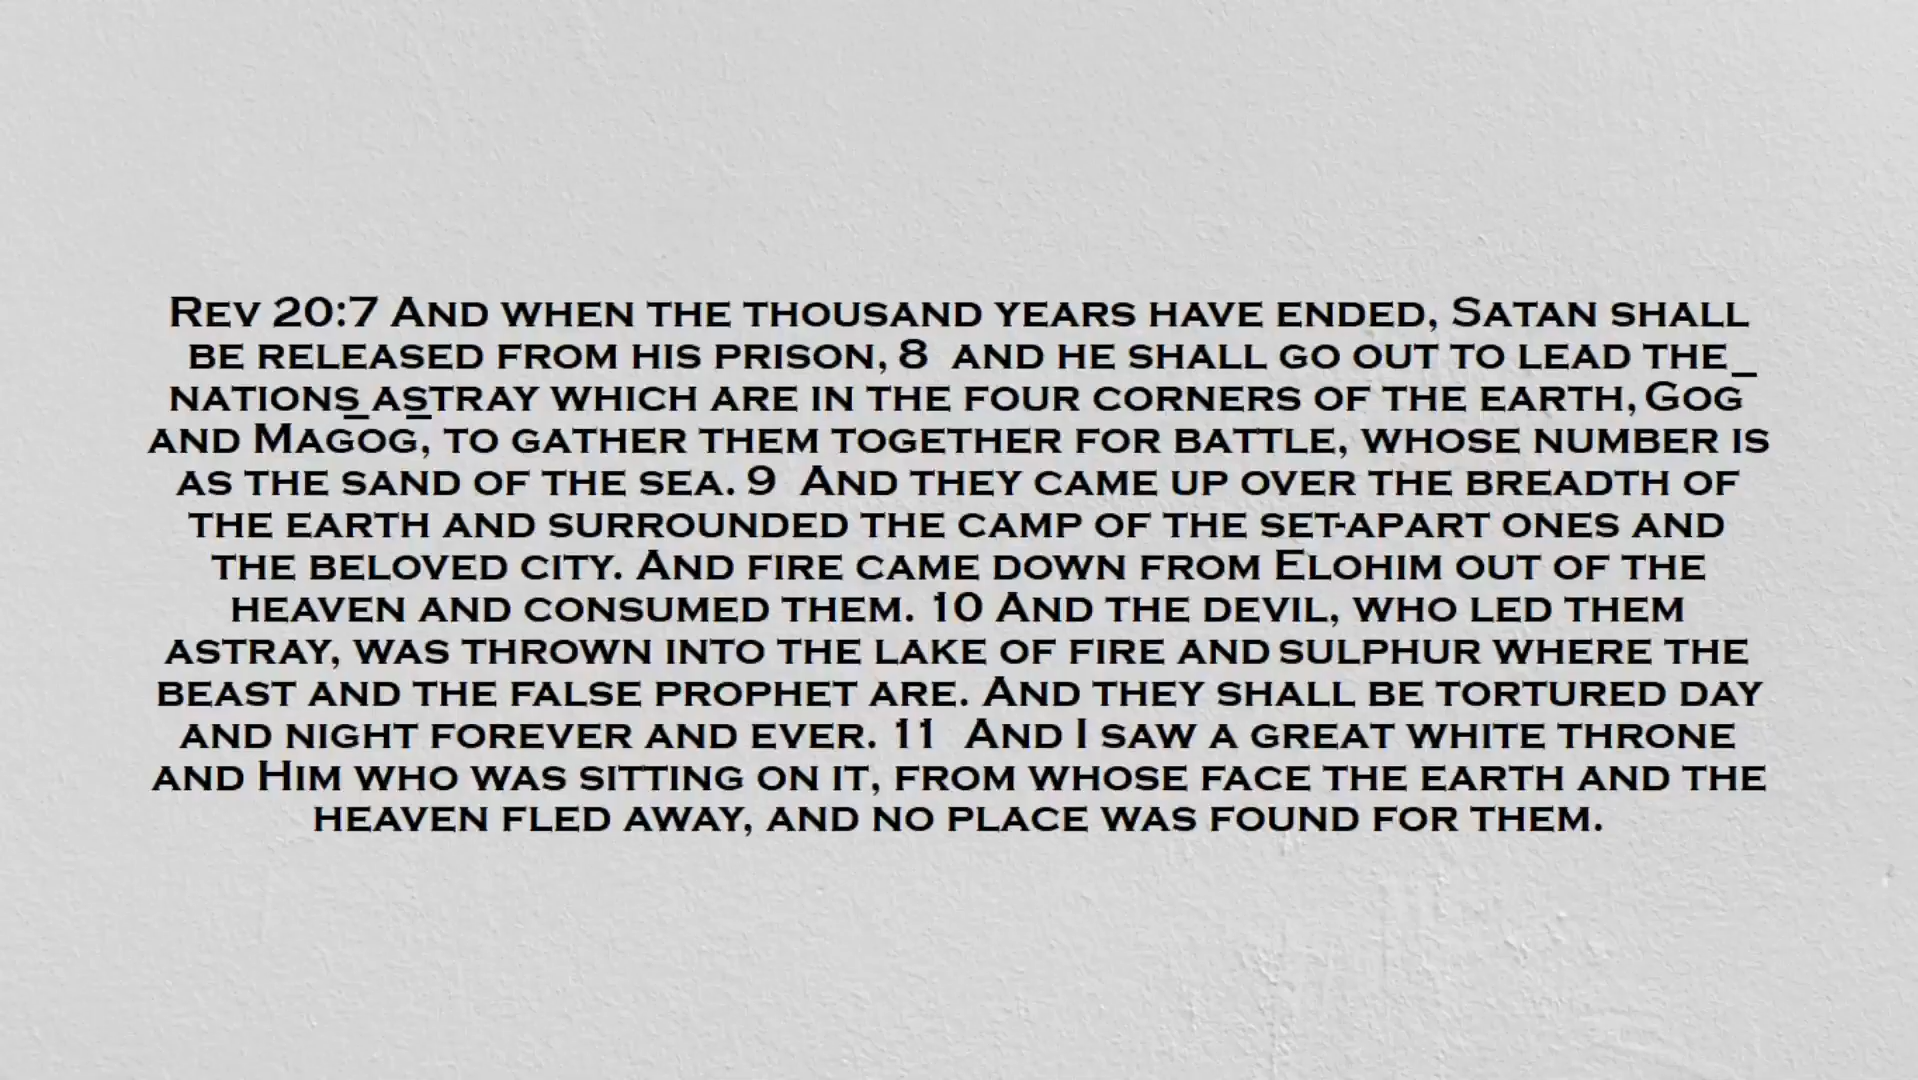 Rev 20:7 And when the thousand years have ended, Satan shall
be released from his prison, 8 and he shall go out to lead the
nations astray which are in the four corners of the earth, Gōg
and Maḡōg, to gather them together for battle, whose number is
as the sand of the sea. 9 And they came up over the breadth of
the earth and surrounded the camp of the set-apart ones and
the beloved city. And fire came down from Elohim out of the
heaven and consumed them. 10 And the devil, who led them
astray, was thrown into the lake of fire and sulphur where the
beast and the false prophet are. And they shall be tortured day
and night forever and ever. 11 And I saw a great white throne
and Him who was sitting on it, from whose face the earth and the
heaven fled away, and no place was found for them.